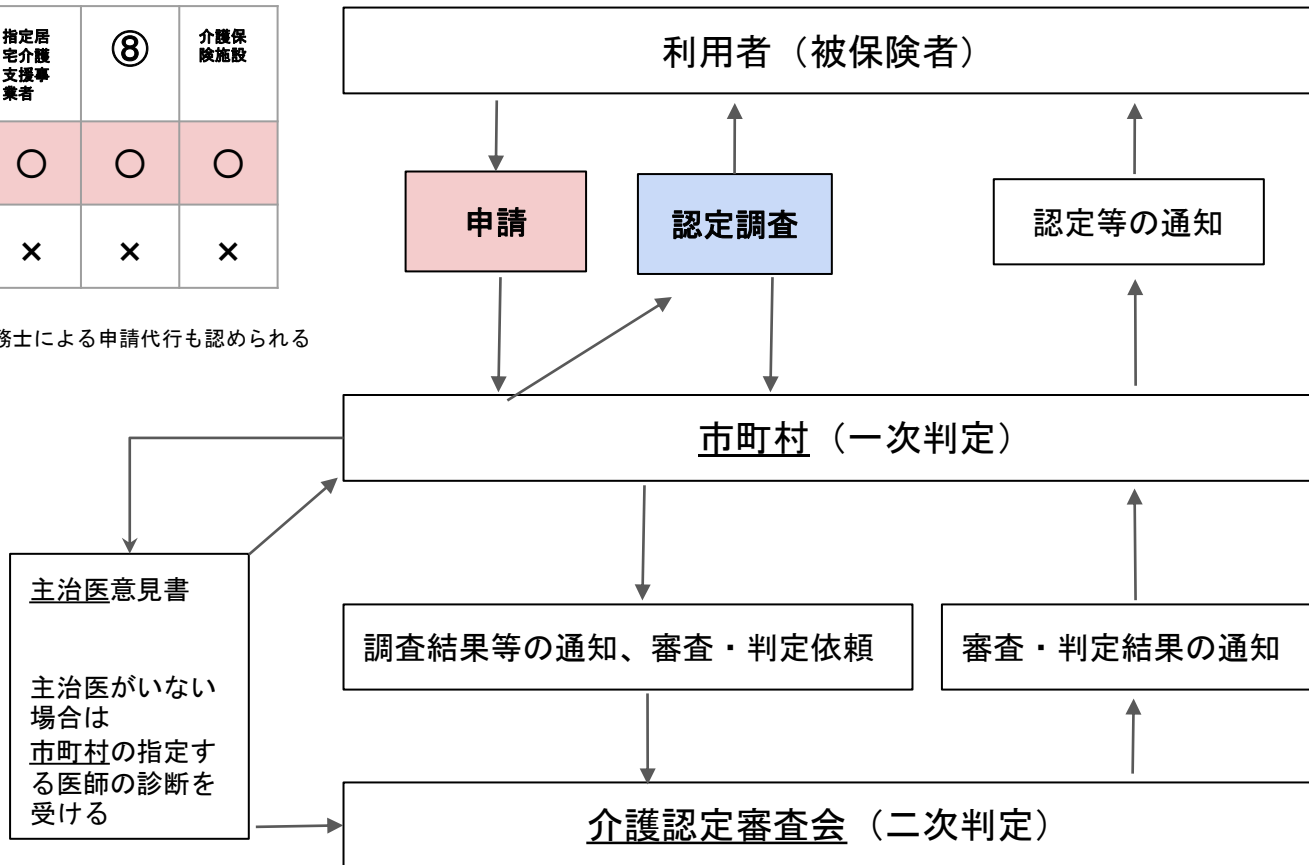 指定居
宅介護
支援事
業者
⑧
介護保
険施設
〇 〇 〇
× × ×
務士による申請代行も認められる
利用者（被保険者）
申請
認定調査
認定等の通知
市町村（一次判定）
主治医意見書
主治医がいない
場合は
市町村の指定す
る医師の診断を
受ける
調査結果等の通知、審査・判定依頼
審査・判定結果の通知
介護認定審査会（二次判定）